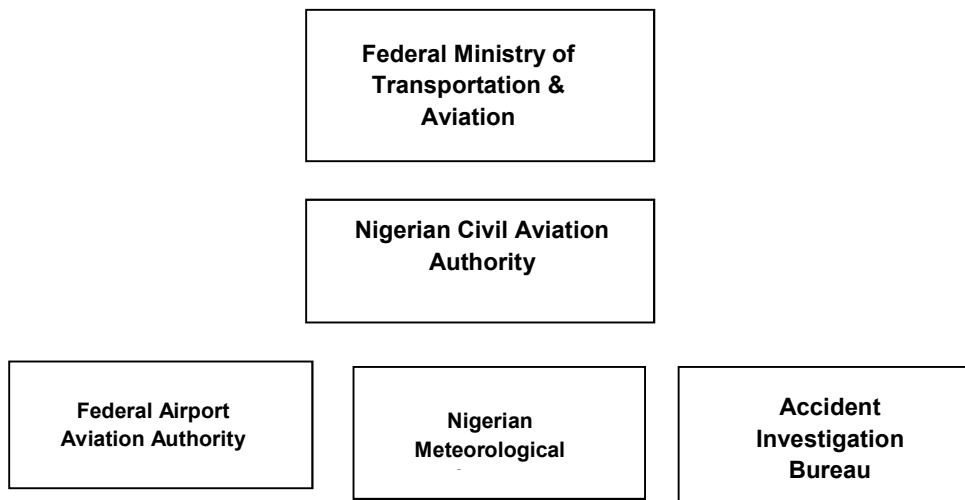 Federal Ministry of
Transportation &
Aviation
Nigerian Civil Aviation
Authority
Federal Airport
Aviation Authority
Nigerian
Meteorological
Accident
Investigation
Bureau